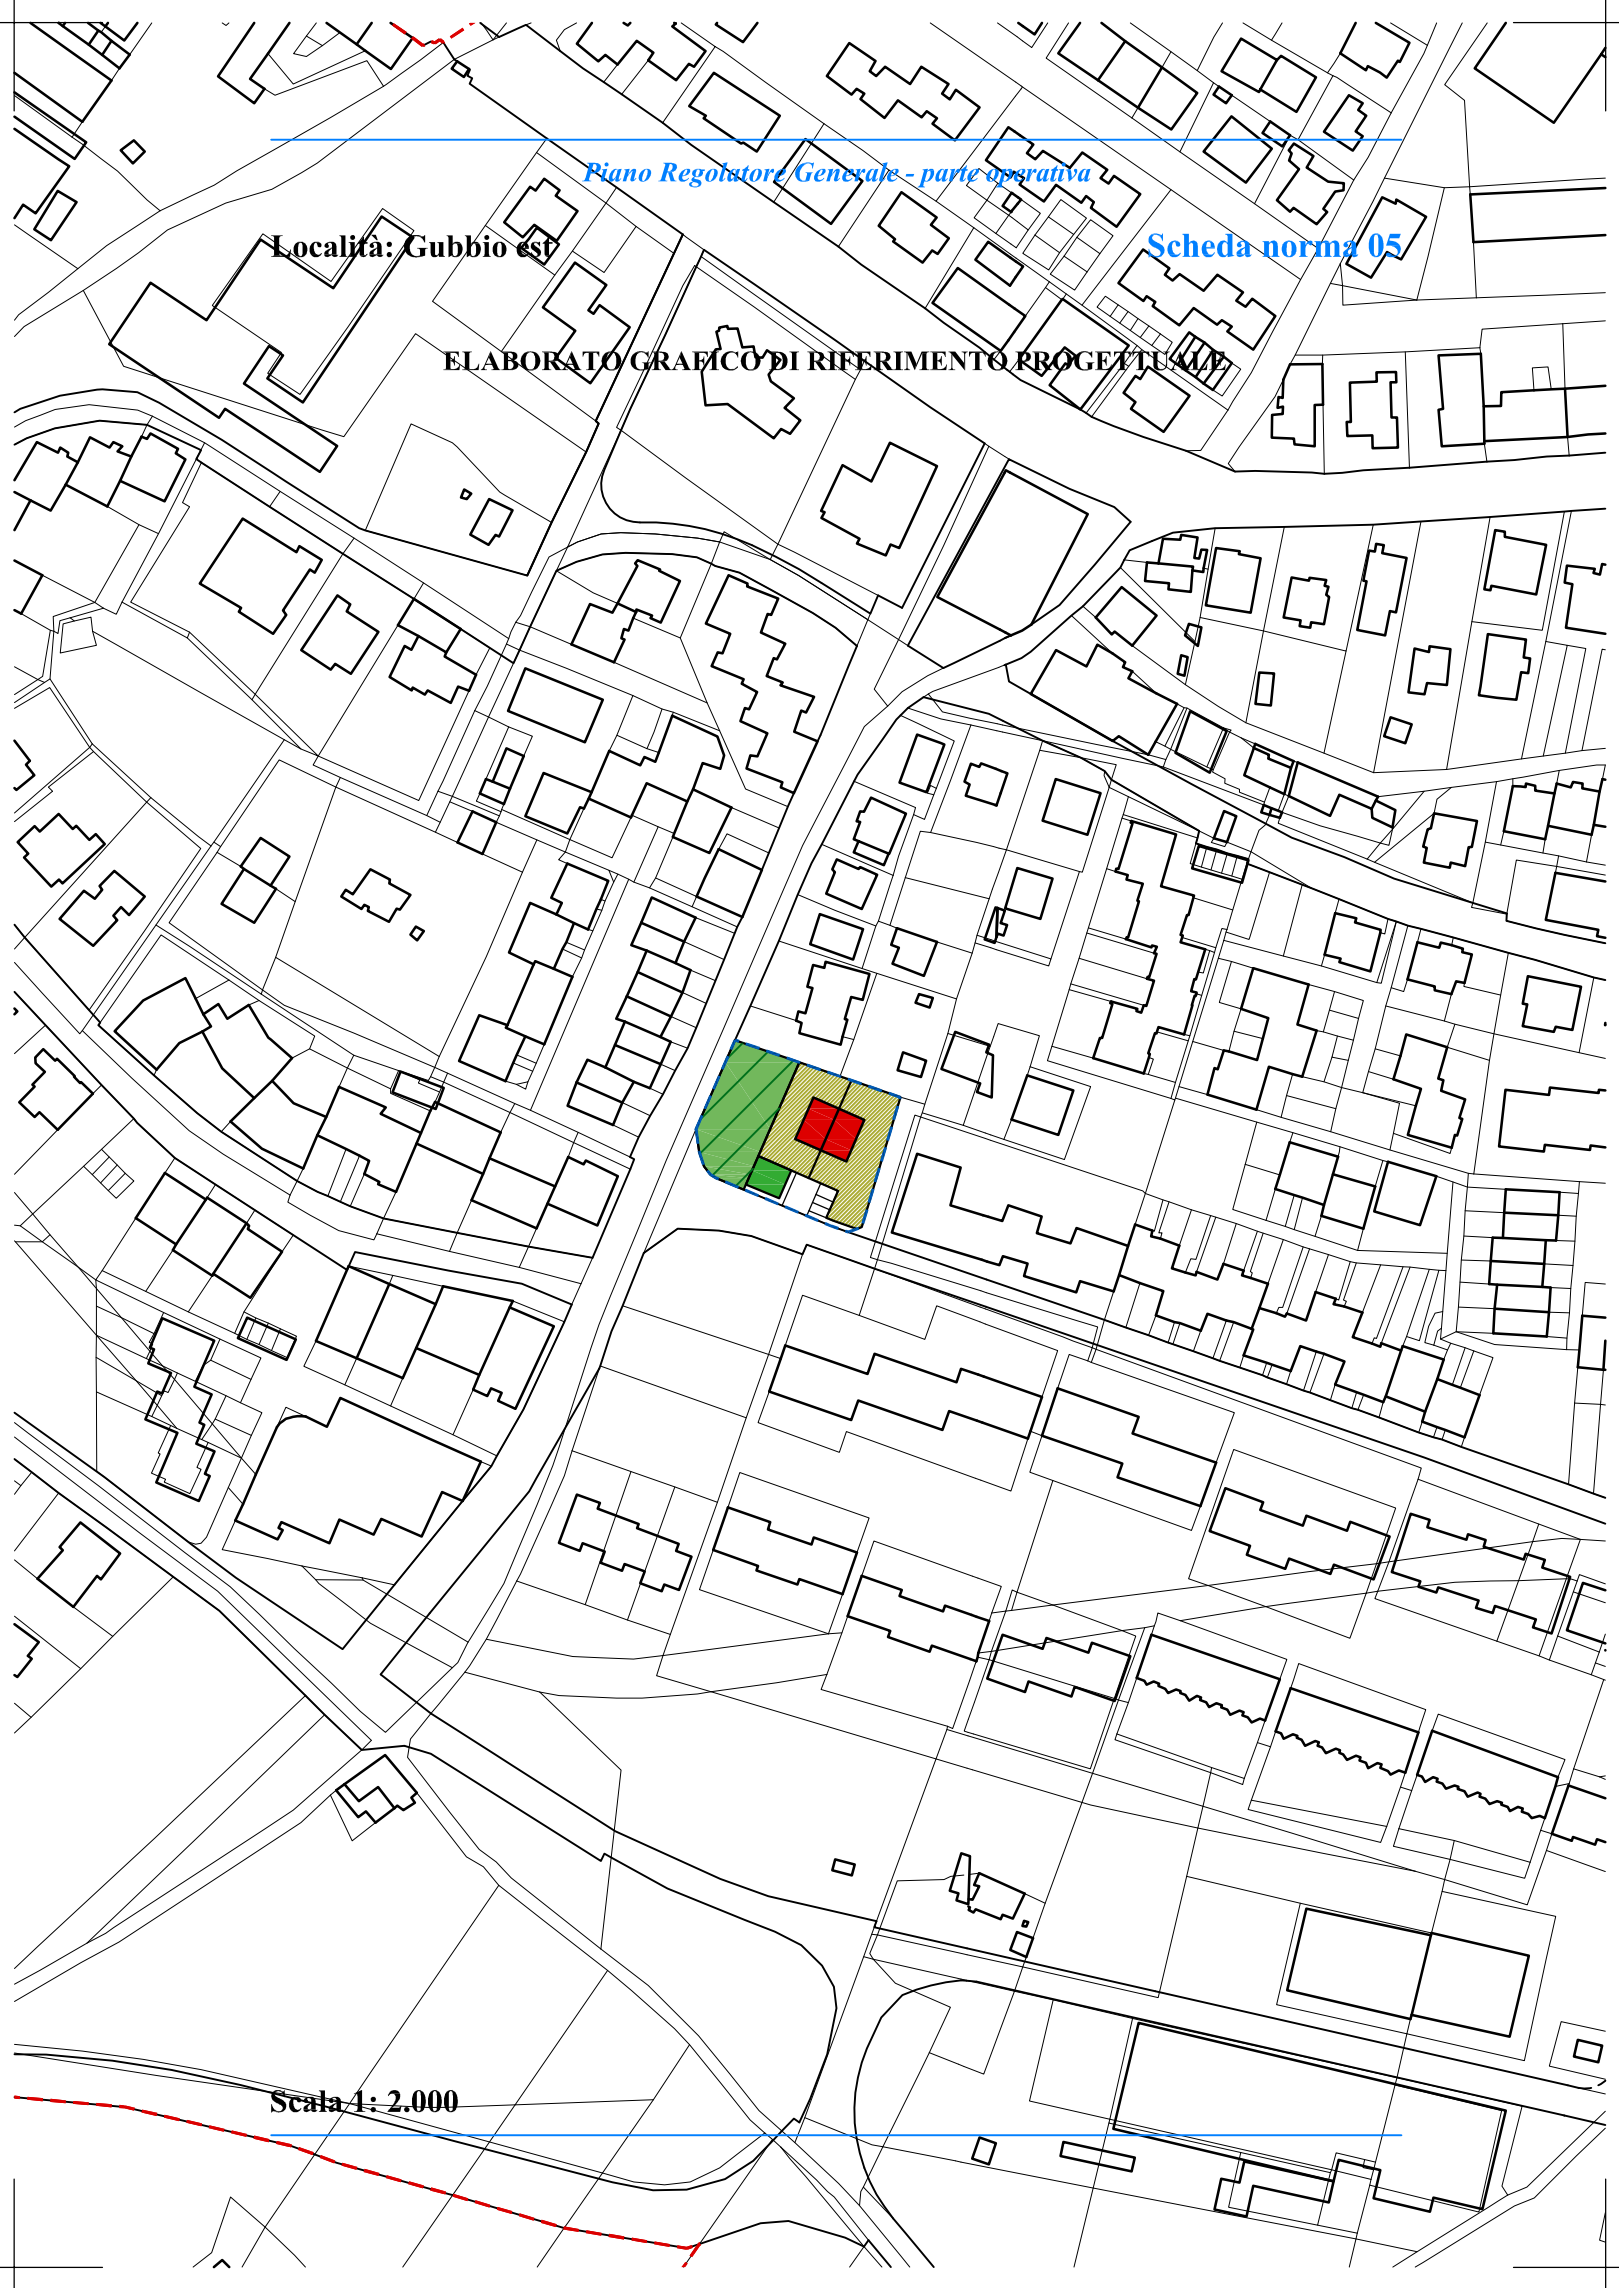 Piano Regolatore Generale - parte operativa
Località: Gubbio est
Scheda norma 05
ELABORATO GRAFICO DI RIFERIMENTO PROGETTUALE
Scala 1: 2.000